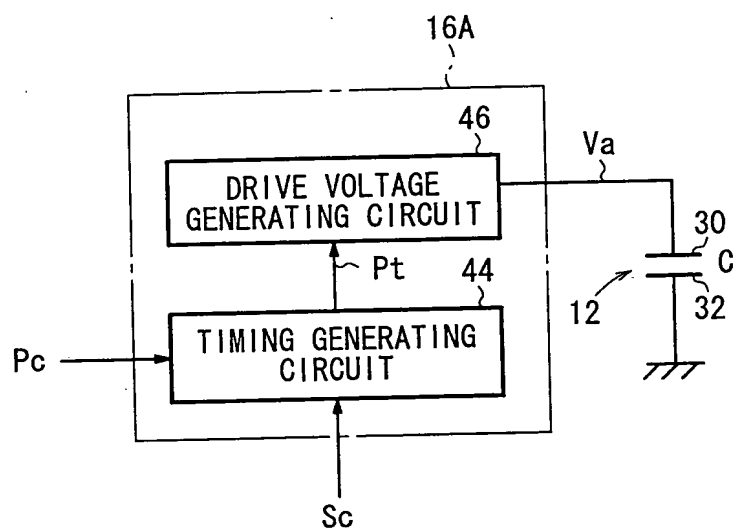 16A
46
DRIVE VOLTAGE
GENERATING CIRCUIT
Va
30
C
32
12
Pt
44
TIMING GENERATING
CIRCUIT
Pc
Sc